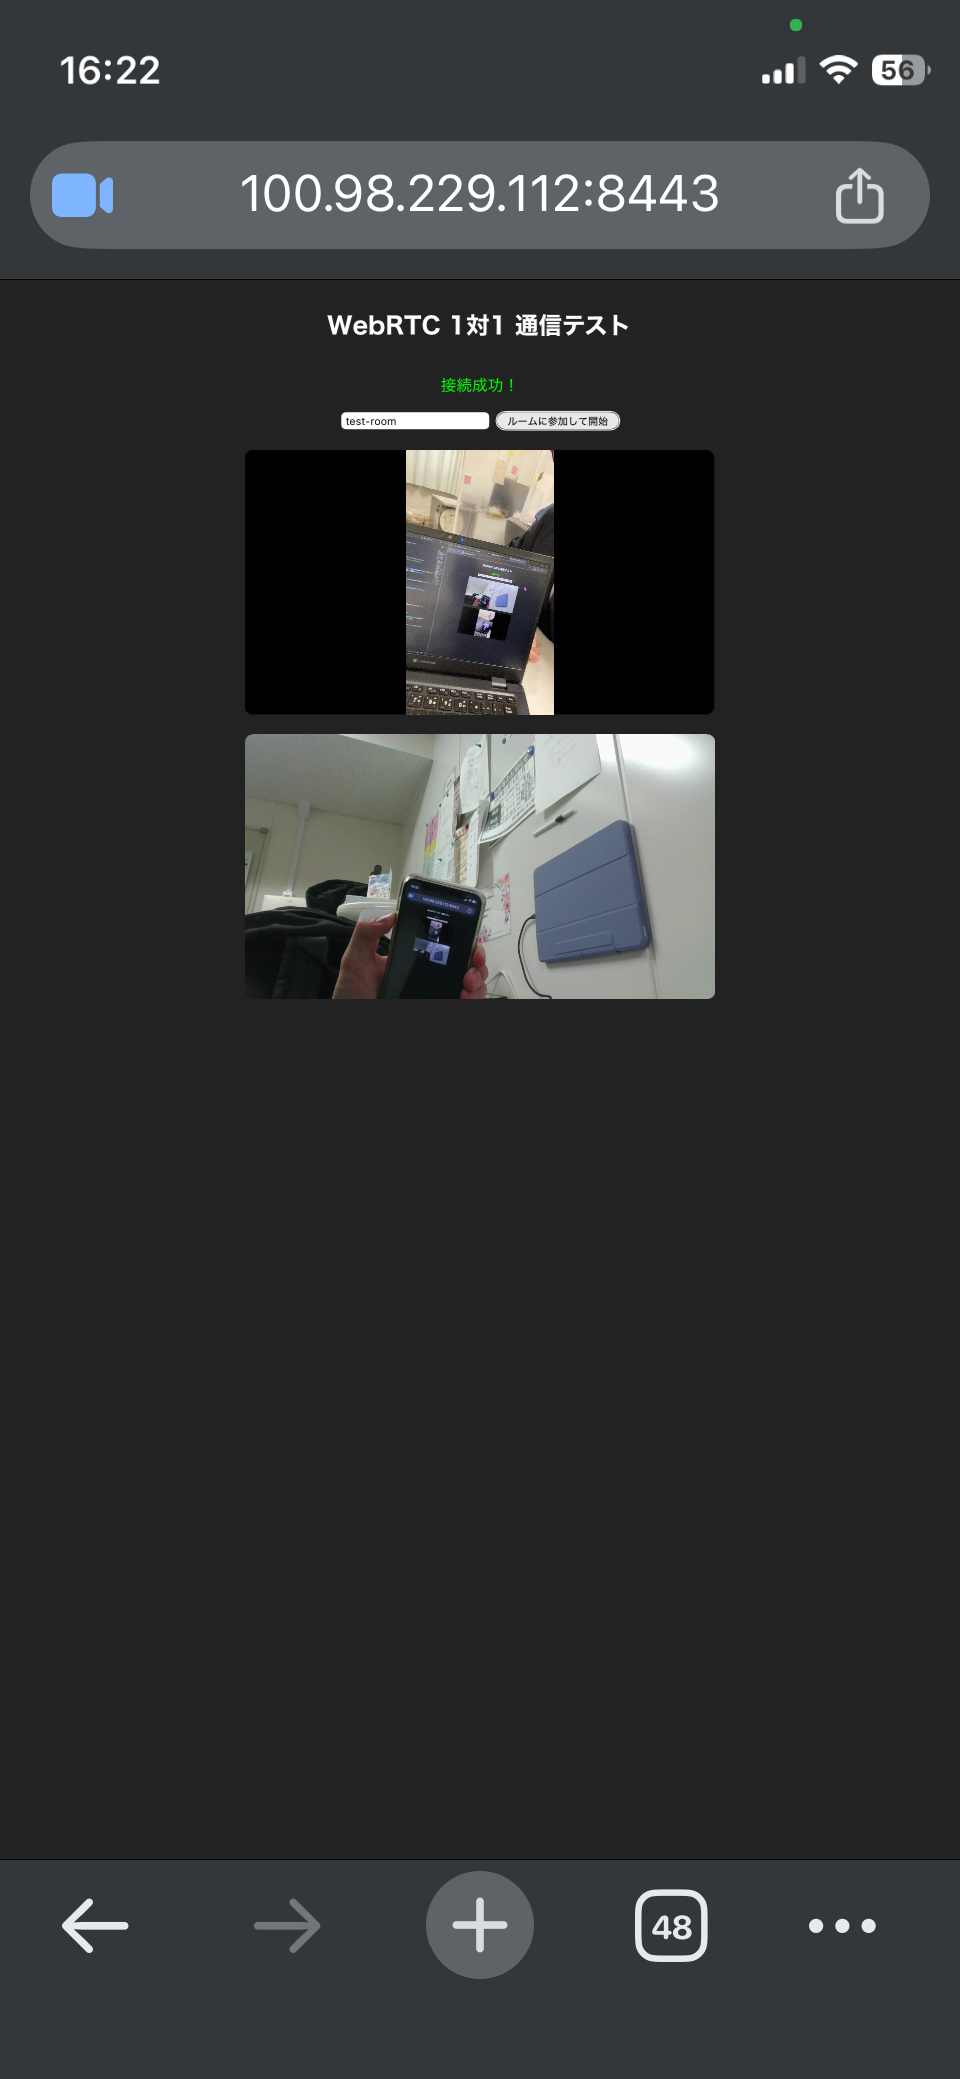 16:22
56
100.98.229.112:8443
WebRTC 1対1 通信テスト
接続成功！
test-room
ルームに参加して開始
48